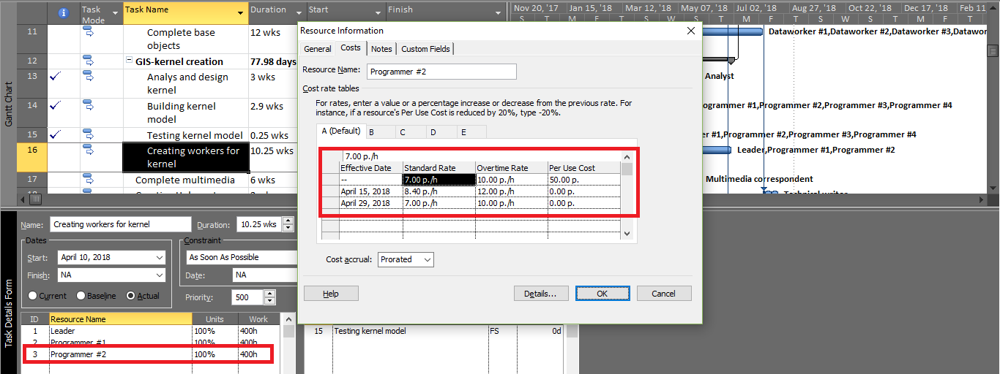 Task Mode
Task Name
Duration
Start
Finish
Nov 20, '17 Jan 15, '18 Mar 12, '18 May 07, '18 Jul 02, '18 Aug 27, '18 Oct 22, '18 Dec 17, '18 Feb 11,
S T M F T S W S T M F T
Gantt Chart
11 Complete base objects 12 wks
Dataworker #1,Dataworker #2,Dataworker #3,Datawor
12 GIS-kernel creation 77.98 days
13 Analys and design kernel 3 wks
Analyst
14 Building kernel model 2.9 wks
ogrammer #1,Programmer #2,Programmer #3,Programmer #4
15 Testing kernel model 0.25 wks
#1,Programmer #2,Programmer #3,Programmer #4
16 Creating workers for kernel 10.25 wks
Leader,Programmer #1,Programmer #2
17 Complete multimedia 6 wks
Multimedia correspondent
Technical writer
Resource Information
General Costs Notes Custom Fields
Resource Name: Programmer #2
Cost rate tables
For rates, enter a value or a percentage increase or decrease from the previous rate. For
instance, if a resource's Per Use Cost is reduced by 20%, type -20%.
A (Default) B C D E
7.00 p./h
Effective Date Standard Rate Overtime Rate Per Use Cost
-- 7.00 p./h 10.00 p./h 50.00 p.
April 15, 2018 8.40 p./h 12.00 p./h 0.00 p.
April 29, 2018 7.00 p./h 10.00 p./h 0.00 p.
Cost accrual: Prorated
Help Details... OK Cancel
Task Details Form
Name: Creating workers for kernel Duration: 10.25 wks
Dates Constraint
Start: April 10, 2018 As Soon As Possible
Finish: NA Date: NA
Current Baseline Actual Priority: 500
ID Resource Name Units Work
1 Leader 100% 400h
2 Programmer #1 100% 400h
3 Programmer #2 100% 400h
15 Testing kernel model FS 0d